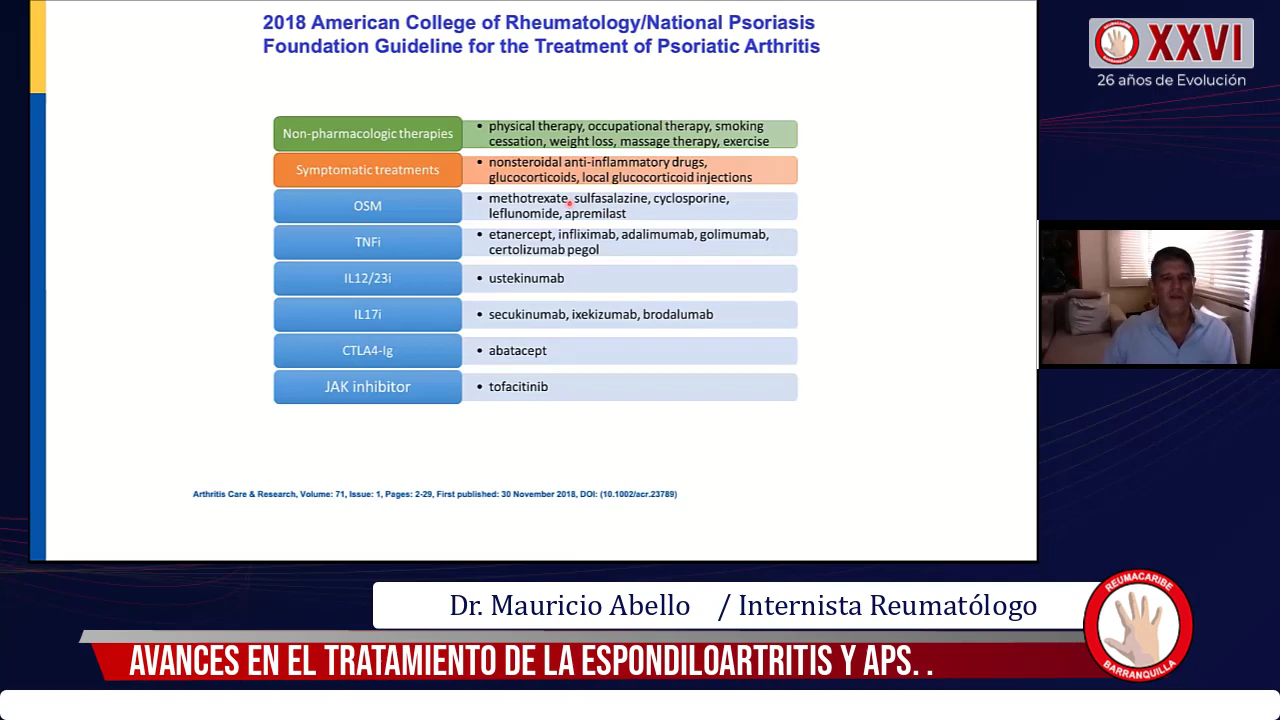 2018 American College of Rheumatology/National Psoriasis
Foundation Guideline for the Treatment of Psoriatic Arthritis
XXVI
26 años de Evolución
Non-pharmacologic therapies
• physical therapy, occupational therapy, smoking
cessation, weight loss, massage therapy, exercise
Symptomatic treatments
• nonsteroidal anti-inflammatory drugs,
glucocorticoids, local glucocorticoid injections
OSM
• methotrexate, sulfasalazine, cyclosporine,
leflunomide, apremilast
TNFi
• etanercept, infliximab, adalimumab, golimumab,
certolizumab pegol
IL12/23i
• ustekinumab
IL17i
• secukinumab, ixekizumab, brodalumab
CTLA4-Ig
• abatacept
JAK inhibitor
• tofacitinib
Arthritis Care & Research, Volume: 71, Issue: 1, Pages: 2-29, First published: 30 November 2018, DOI: (10.1002/acr.23789)
Dr. Mauricio Abello / Internista Reumatólogo
AVANCES EN EL TRATAMIENTO DE LA ESPONDILOARTRITIS Y APS. .
REUMACARIBE
BARRANQUILLA